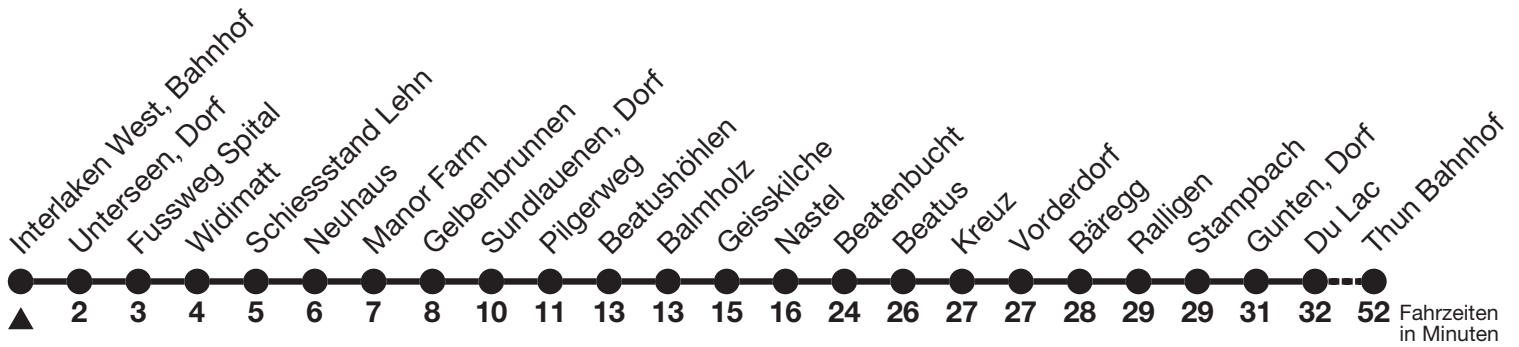 Interlaken West, Bahnhof
Unterseen, Dorf
Fussweg Spital
Widimatt
Schiessstand Lehn
Neuhaus
Manor Farm
Gelbenbrunnen
Sundlauenen, Dorf
Pilgerweg
Beatushöhlen
Balmholz
Geisskilche
Nastel
Beatenbucht
Beatus
Kreuz
Vorderdorf
Bäregg
Ralligen
Stampbach
Gunten, Dorf
Du Lac
Thun Bahnhof
2 3 4 5 6 7 8 10 11 13 13 15 16 24 26 27 27 28 29 29 31 32 52 Fahrzeiten
in Minuten